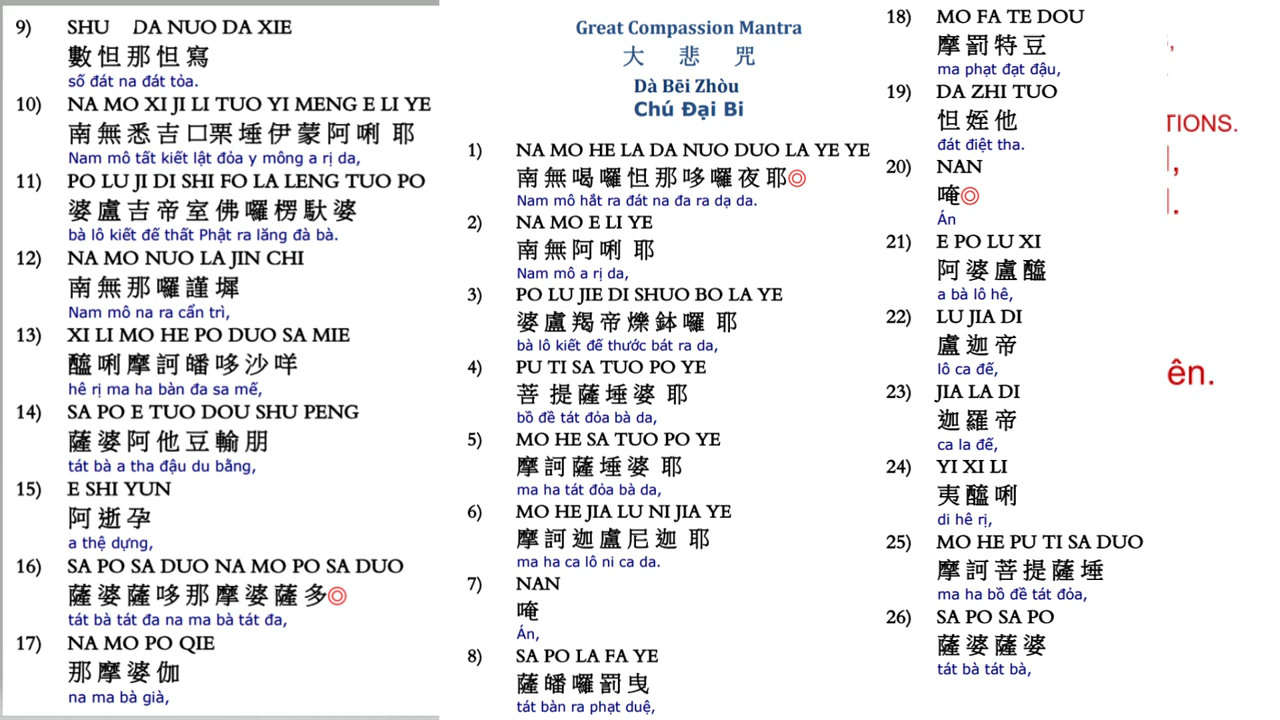 Great Compassion Mantra
大 悲 咒
Dà Bēi Zhòu
Chú Đại Bi
1) NA MO HE LA DA NUO DUO LA YE YE
南無喝囉怛那哆囉夜耶◎
Nam mô hắt ra đát na đa ra dạ da.
2) NA MO E LI YE
南無阿唎 耶
Nam mô a rị da,
3) PO LU JIE DI SHUO BO LA YE
婆盧羯帝爍鉢囉 耶
bà lô kiết đế thước bát ra da,
4) PU TI SA TUO PO YE
菩 提薩埵婆 耶
bồ đề tát đỏa bà da,
5) MO HE SA TUO PO YE
摩訶薩埵婆 耶
ma ha tát đỏa bà da,
6) MO HE JIA LU NI JIA YE
摩訶迦盧尼迦 耶
ma ha ca lô ni ca da.
7) NAN
唵
Án,
8) SA PO LA FA YE
薩皤囉罰曳
tát bàn ra phạt duệ,
9) SHU DA NUO DA XIE
數怛那怛寫
số đát na đát tỏa.
10) NA MO XI JI LI TUO YI MENG E LI YE
南無悉吉口栗埵伊蒙阿唎 耶
Nam mô tất kiết lật đỏa y mông a rị da,
11) PO LU JI DI SHI FO LA LENG TUO PO
婆盧吉帝室佛囉楞馱婆
bà lô kiết đế thất Phật ra lăng đà bà.
12) NA MO NUO LA JIN CHI
南無那囉謹墀
Nam mô na ra cẩn trì,
13) XI LI MO HE PO DUO SA MIE
醯唎摩訶皤哆沙咩
hê rị ma ha bàn đa sa mế,
14) SA PO E TUO DOU SHU PENG
薩婆阿他豆輸朋
tát bà a tha đậu du bằng,
15) E SHI YUN
阿逝孕
a thệ dựng,
16) SA PO SA DUO NA MO PO SA DUO
薩婆薩哆那摩婆薩多◎
tát bà tát đa na ma bà tát đa,
17) NA MO PO QIE
那摩婆伽
na ma bà già,
18) MO FA TE DOU
摩罰特豆
ma phạt đạt đậu,
19) DA ZHI TUO
怛姪他
đát điệt tha.
20) NAN
唵◎
Án
21) E PO LU XI
阿婆盧醯
a bà lô hê,
22) LU JIA DI
盧迦帝
lô ca đế,
23) JIA LA DI
迦羅帝
ca la đế,
24) YI XI LI
夷醯唎
di hê rị,
25) MO HE PU TI SA DUO
摩訶菩提薩埵
ma ha bồ đề tát đỏa,
26) SA PO SA PO
薩婆薩婆
tát bà tát bà,
TIONS.
ên.